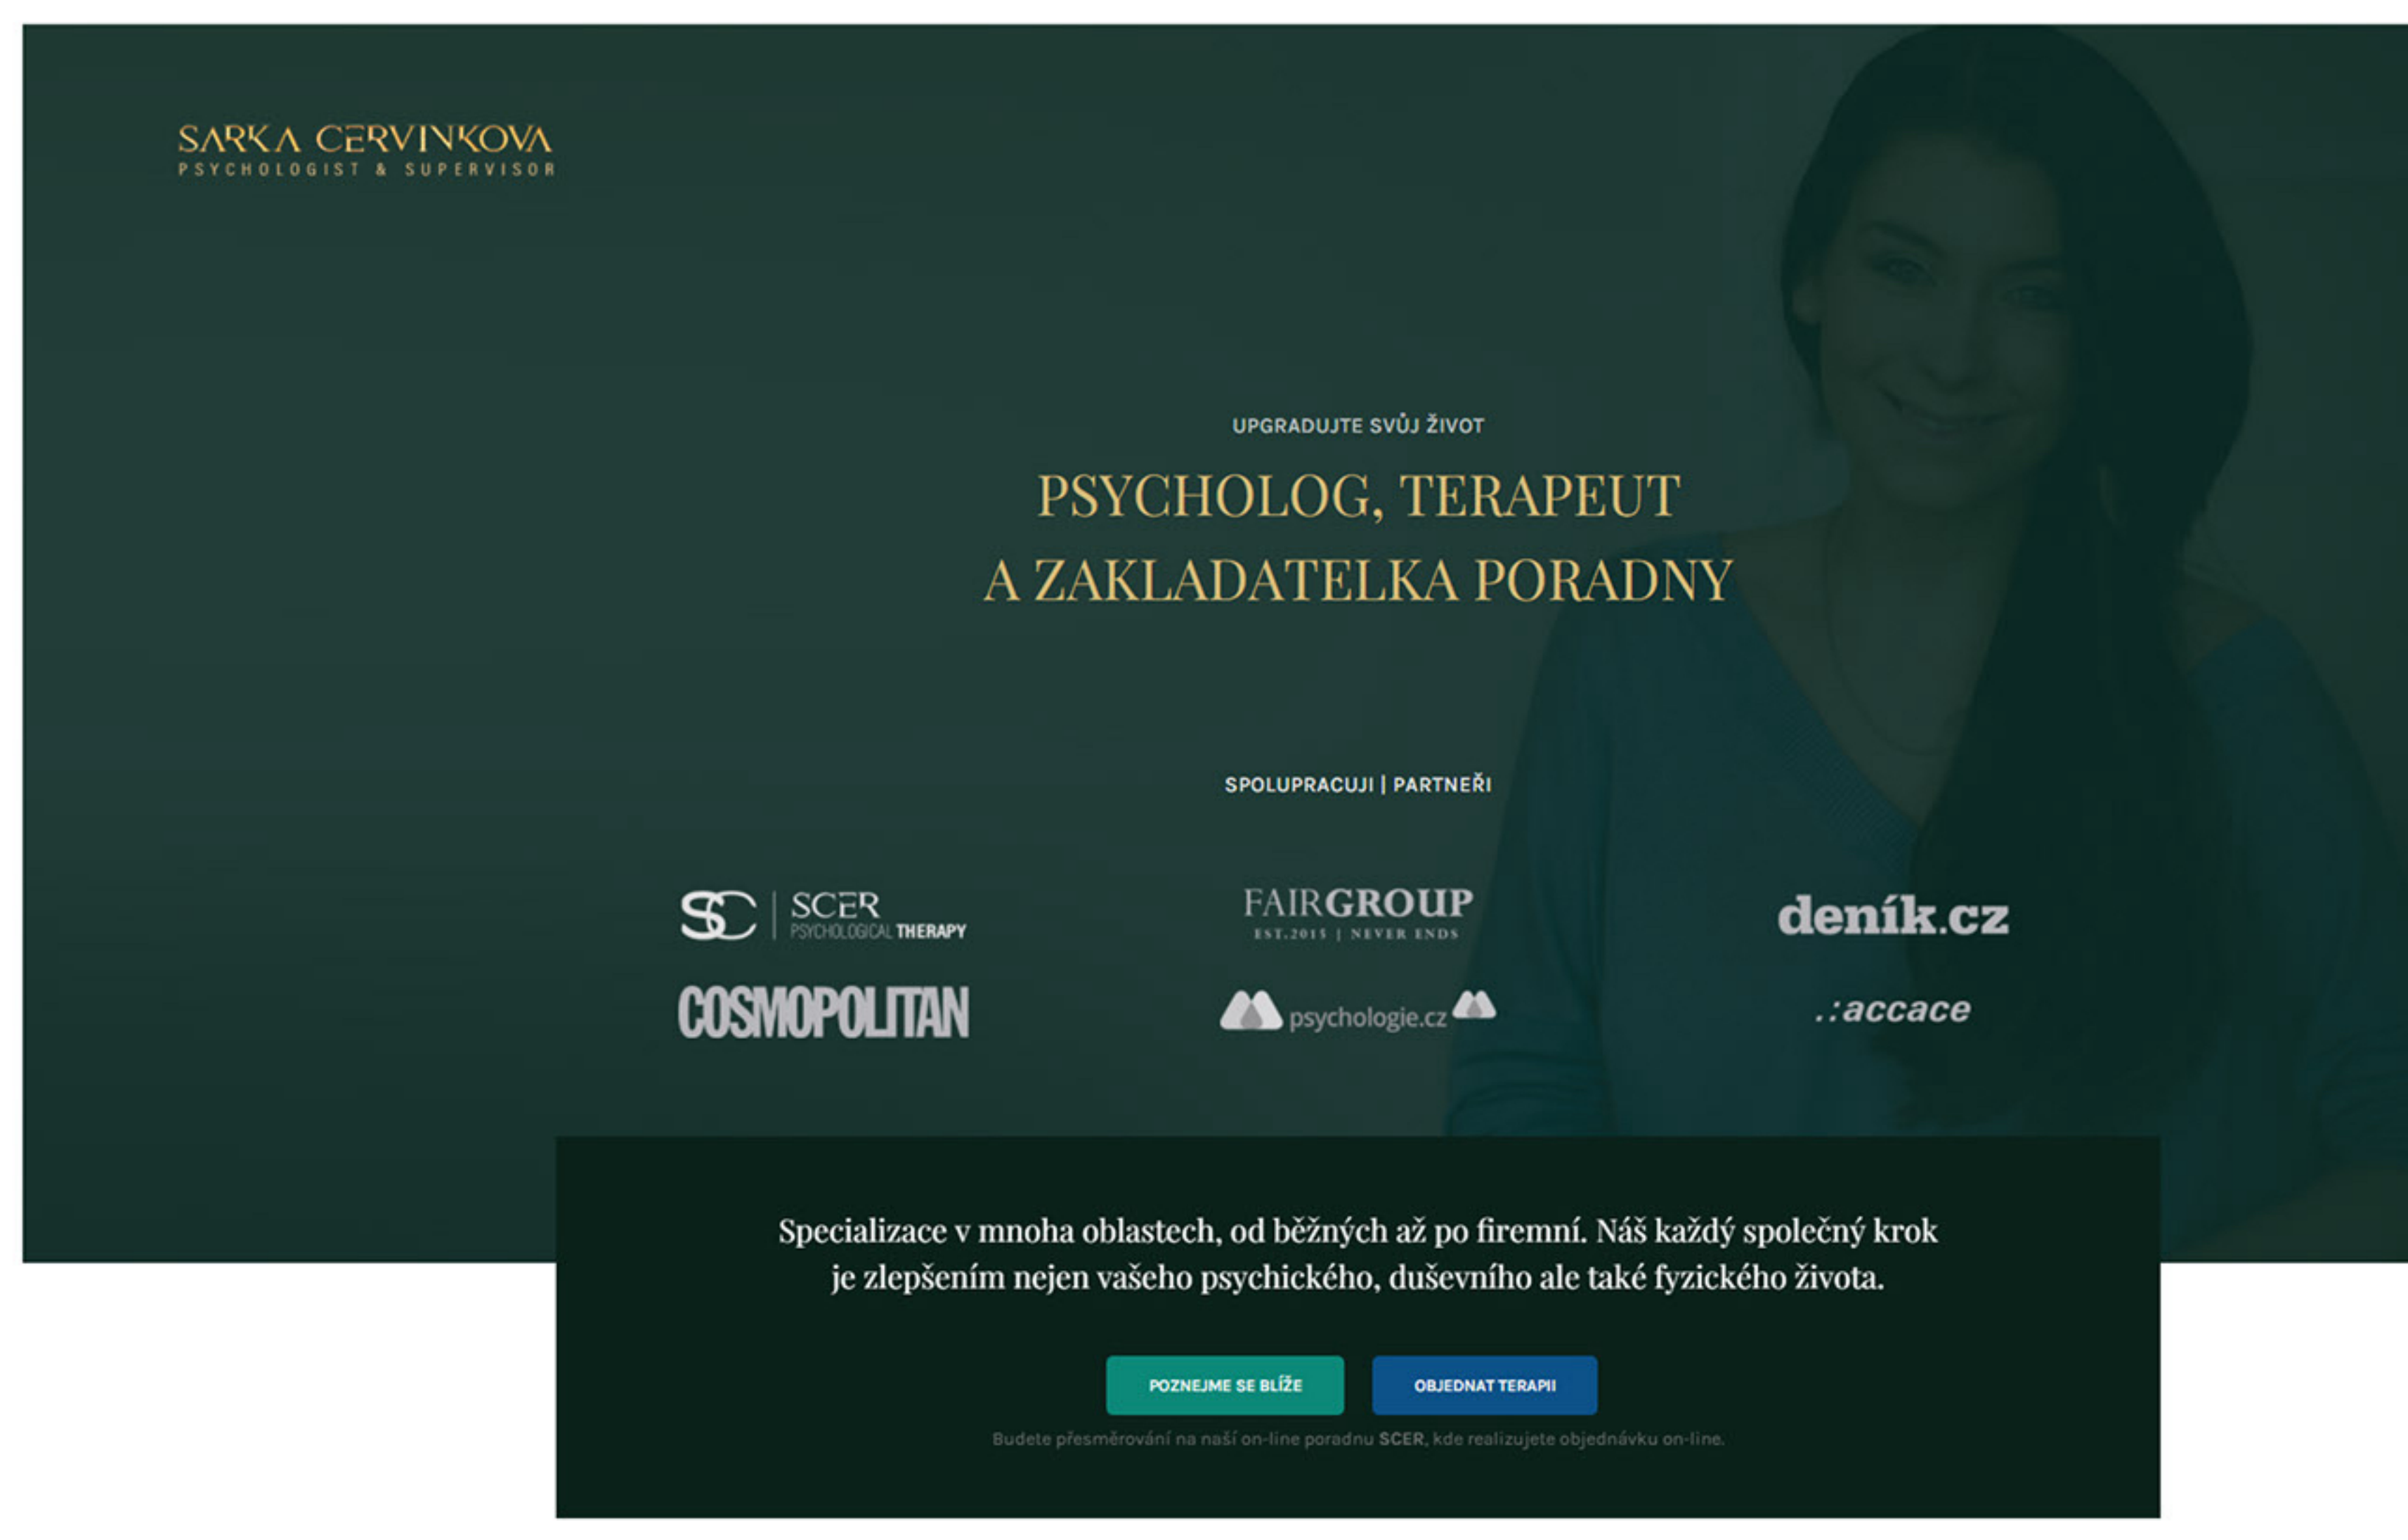 SARKA CERVINKOVA
PSYCHOLOGIST & SUPERVISOR
UPGRADUJTE SVŮJ ŽIVOT
PSYCHOLOG, TERAPEUT
A ZAKLADATELKA PORADNY
SPOLUPRACUJI | PARTNEŘI
SC | SCER
PSYCHOLOGICAL THERAPY
FAIRGROUP
EST.2015 | NEVER ENDS
deník.cz
COSMOPOLITAN
psychologie.cz
.:accace
Specializace v mnoha oblastech, od běžných až po firemní. Náš každý společný krok
je zlepšením nejen vašeho psychického, duševního ale také fyzického života.
POZNEJME SE BLÍŽE
OBJEDNAT TERAPII
Budete přesměrování na naší on-line poradnu SCER, kde realizujete objednávku on-line.